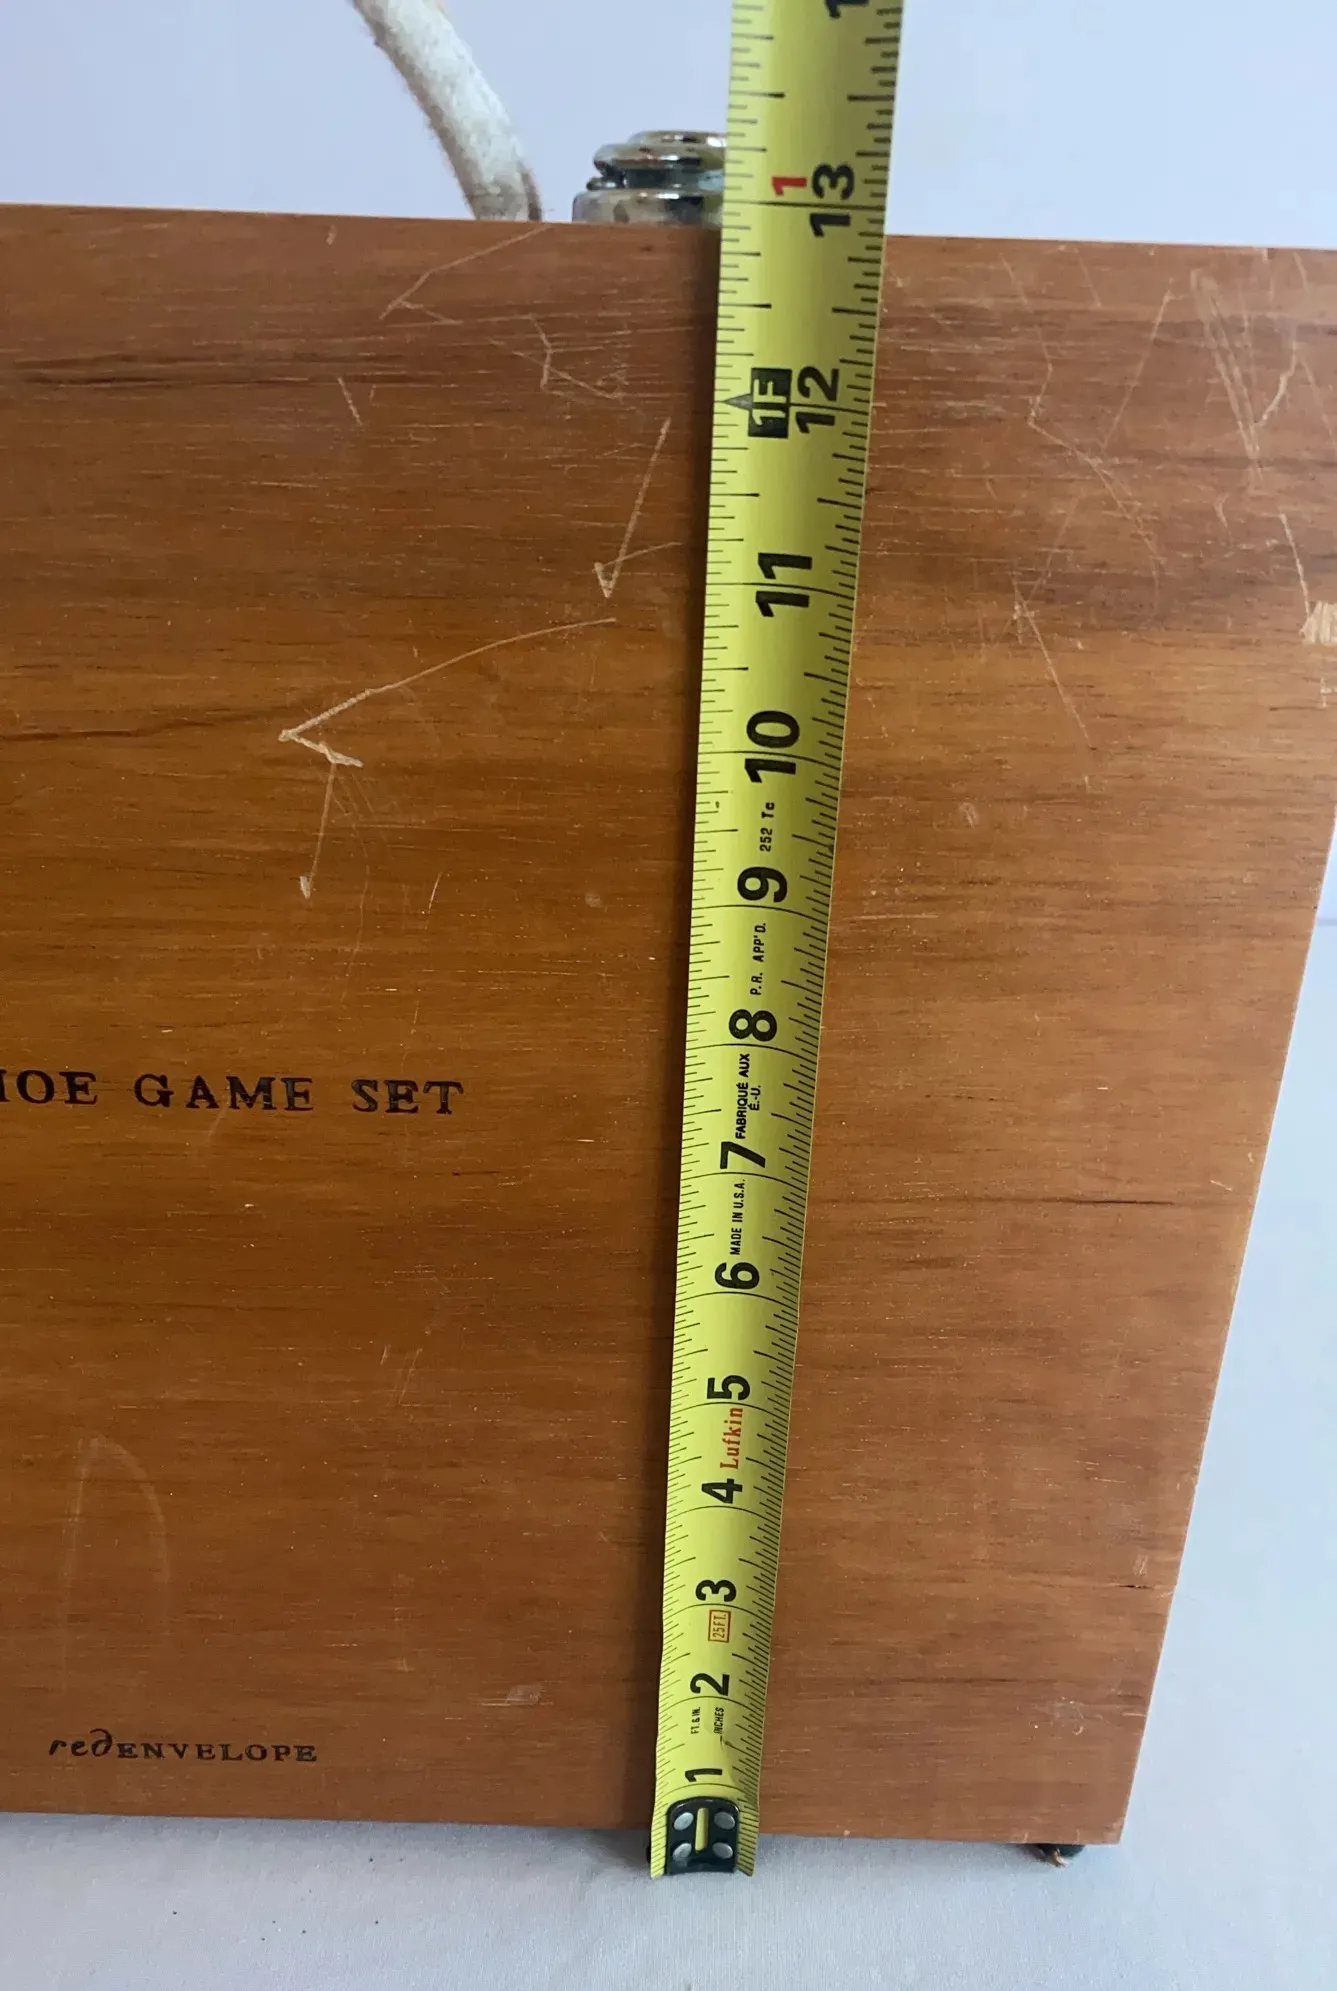 1
13
1F 12
11
10
252 Tc
9
P.R. APP'D.
8
FABRIQUÉ AUX
É.-U.
7
MADE IN U.S.A.
6
5
Lufkin
4
3
25FT.
2
FT. & IN.
INCHES
1
GAME SET
redENVELOPE